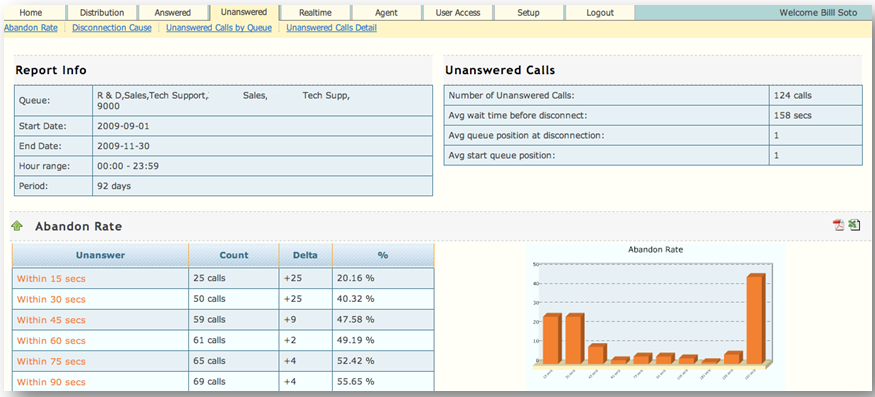 Home Distribution Answered Unanswered Realtime Agent User Access Setup Logout Welcome Billl Soto
Abandon Rate Disconnection Cause Unanswered Calls by Queue Unanswered Calls Detail
Report Info
Queue: R & D,Sales,Tech Support, Sales, Tech Supp,
9000
Start Date: 2009-09-01
End Date: 2009-11-30
Hour range: 00:00 - 23:59
Period: 92 days
Unanswered Calls
Number of Unanswered Calls: 124 calls
Avg wait time before disconnect: 158 secs
Avg queue position at disconnection: 1
Avg start queue position: 1
Abandon Rate
Unanswer Count Delta %
Within 15 secs 25 calls +25 20.16 %
Within 30 secs 50 calls +25 40.32 %
Within 45 secs 59 calls +9 47.58 %
Within 60 secs 61 calls +2 49.19 %
Within 75 secs 65 calls +4 52.42 %
Within 90 secs 69 calls +4 55.65 %
Abandon Rate
50
40
30
20
10
0